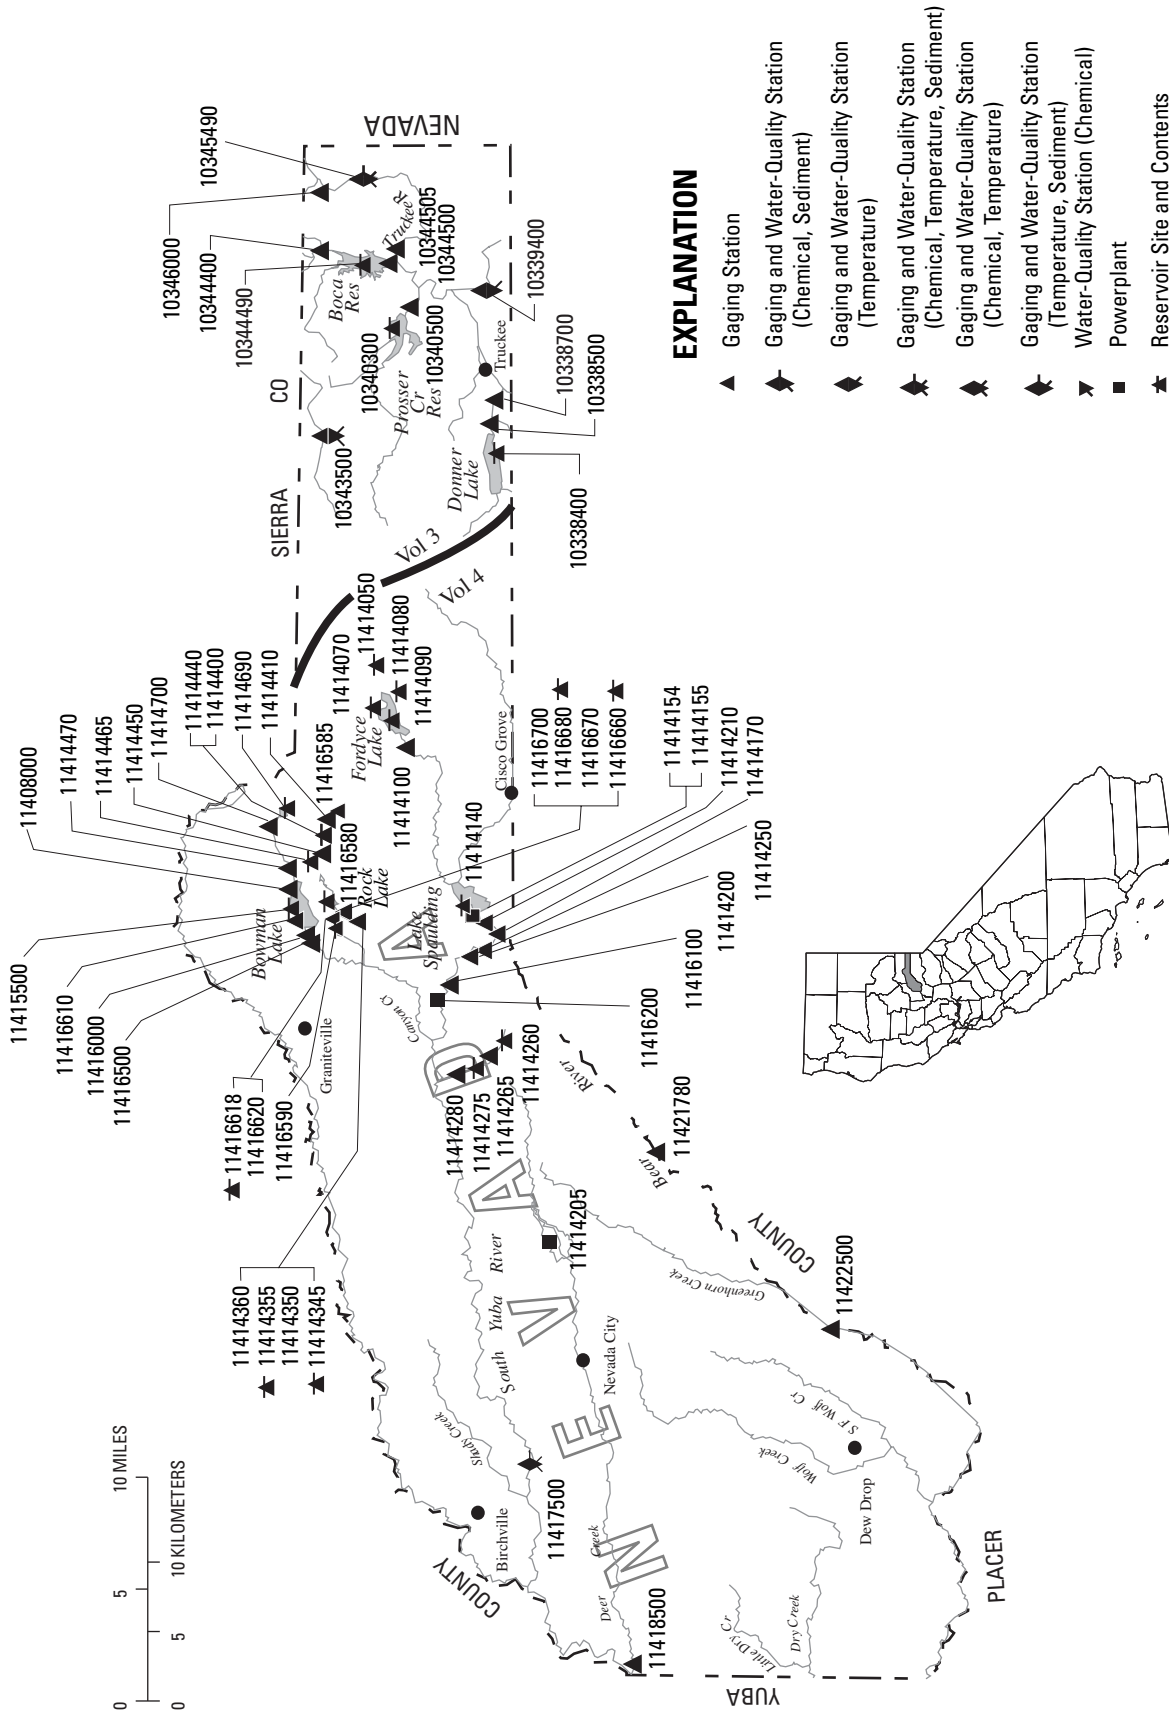 0 5 10 MILES
0 5 10 KILOMETERS
SIERRA
CO
NEVADA
COUNTY
YUBA
PLACER
COUNTY
N E V A D A
Vol 3
Vol 4
10346000
10345490
10344400
10344490
Boca
Res
Truckee R
10344505
10344500
10340300
Prosser
Cr
Res
10340500
10343500
10339400
Truckee
10338700
10338500
Donner
Lake
10338400
11408000
11414470
11414465
11414450
11414700
11414440
11414400
11414690
11414410
11416585
11416580
Rock
Lake
Bowman
Lake
11415500
11416610
11416000
11416500
11416618
11416620
11416590
11414360
11414355
11414350
11414345
11414070
11414050
11414080
11414090
Fordyce
Lake
11414100
Cisco Grove
11416700
11416680
11416670
11416660
11414140
Lake
Spaulding
11414154
11414155
11414210
11414170
11414250
11414200
11416100
11416200
Graniteville
Canyon Cr
11414280
11414275
11414265
11414260
11414205
Bear
River
11421780
11422500
Greenhorn Creek
South Yuba River
Shady Creek
Nevada City
Birchville
11417500
Deer Creek
11418500
S F Wolf Cr
Wolf Creek
Dew Drop
Dry Creek
Little Dry Cr
EXPLANATION
Gaging Station
Gaging and Water-Quality Station
(Chemical, Sediment)
Gaging and Water-Quality Station
(Temperature)
Gaging and Water-Quality Station
(Chemical, Temperature, Sediment)
Gaging and Water-Quality Station
(Chemical, Temperature)
Gaging and Water-Quality Station
(Temperature, Sediment)
Water-Quality Station (Chemical)
Powerplant
Reservoir Site and Contents